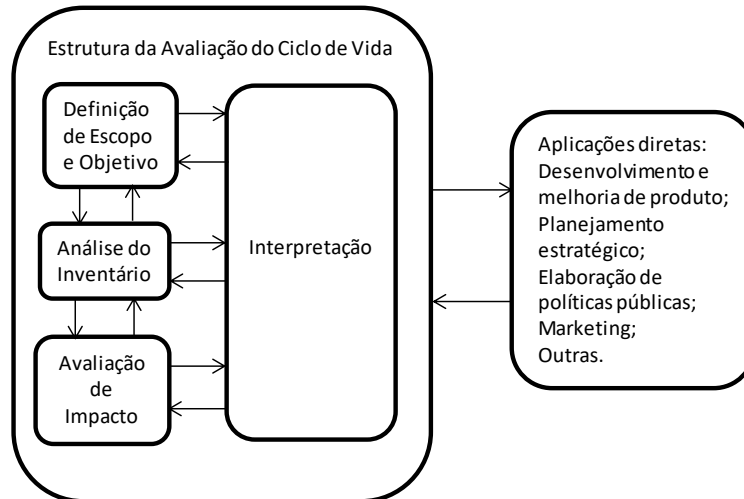 Estrutura da Avaliação do Ciclo de Vida
Definição
de Escopo
e Objetivo
Análise do
Inventário
Avaliação
de
Impacto
Interpretação
Aplicações diretas:
Desenvolvimento e
melhoria de produto;
Planejamento
estratégico;
Elaboração de
políticas públicas;
Marketing;
Outras.